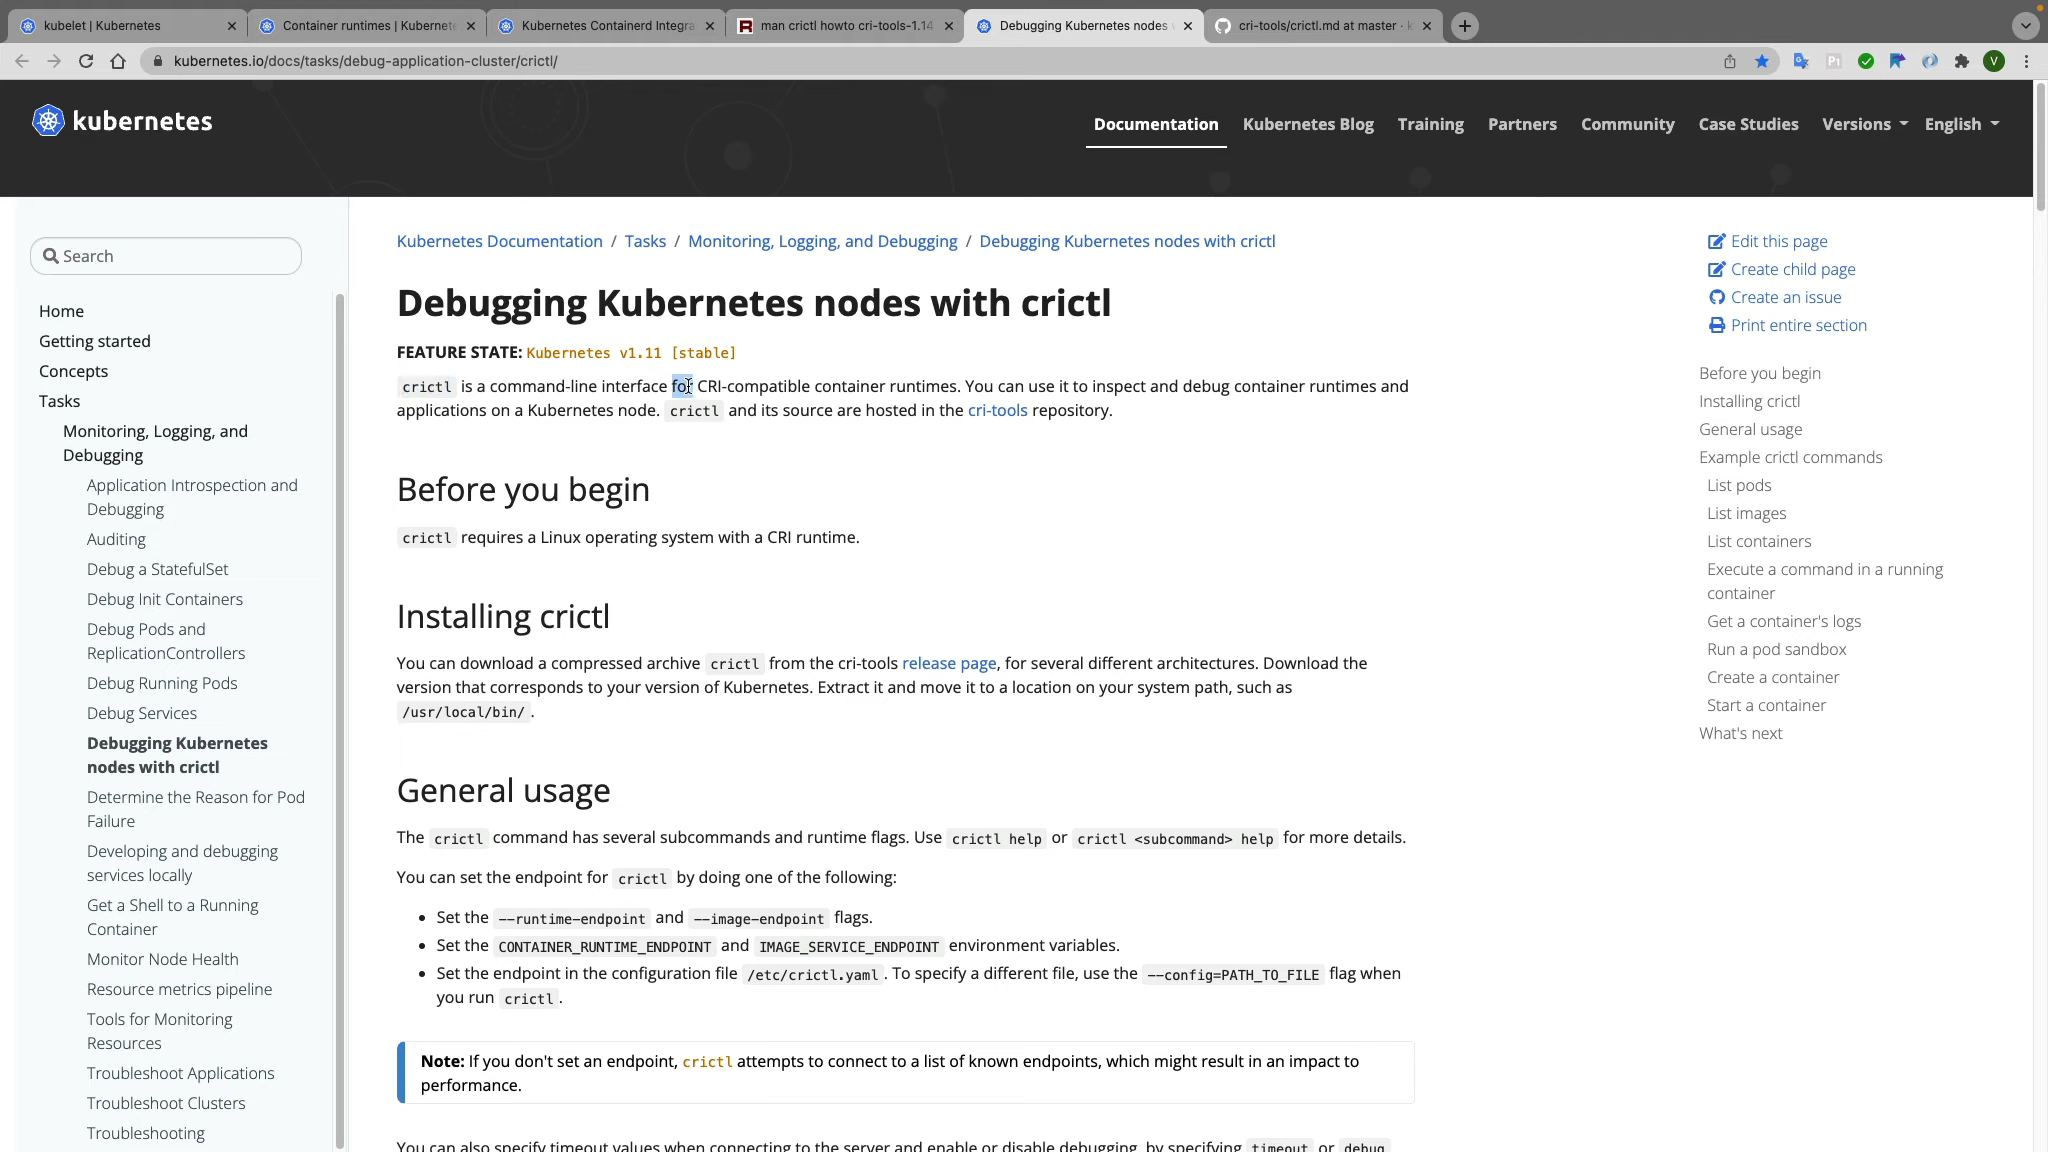 kubelet | Kubernetes
Container runtimes | Kubernete
Kubernetes Containerd Integra
man crictl howto cri-tools-1.14
Debugging Kubernetes nodes
cri-tools/crictl.md at master · k
kubernetes.io/docs/tasks/debug-application-cluster/crictl/
V
kubernetes
Documentation
Kubernetes Blog
Training
Partners
Community
Case Studies
Versions
English
Search
Home
Getting started
Concepts
Tasks
Monitoring, Logging, and
Debugging
Application Introspection and
Debugging
Auditing
Debug a StatefulSet
Debug Init Containers
Debug Pods and
ReplicationControllers
Debug Running Pods
Debug Services
Debugging Kubernetes
nodes with crictl
Determine the Reason for Pod
Failure
Developing and debugging
services locally
Get a Shell to a Running
Container
Monitor Node Health
Resource metrics pipeline
Tools for Monitoring
Resources
Troubleshoot Applications
Troubleshoot Clusters
Troubleshooting
Kubernetes Documentation / Tasks / Monitoring, Logging, and Debugging / Debugging Kubernetes nodes with crictl
Debugging Kubernetes nodes with crictl
FEATURE STATE: Kubernetes v1.11 [stable]
crictl is a command-line interface for CRI-compatible container runtimes. You can use it to inspect and debug container runtimes and
applications on a Kubernetes node. crictl and its source are hosted in the cri-tools repository.
Before you begin
crictl requires a Linux operating system with a CRI runtime.
Installing crictl
You can download a compressed archive crictl from the cri-tools release page, for several different architectures. Download the
version that corresponds to your version of Kubernetes. Extract it and move it to a location on your system path, such as
/usr/local/bin/ .
General usage
The crictl command has several subcommands and runtime flags. Use crictl help or crictl <subcommand> help for more details.
You can set the endpoint for crictl by doing one of the following:
• Set the --runtime-endpoint and --image-endpoint flags.
• Set the CONTAINER_RUNTIME_ENDPOINT and IMAGE_SERVICE_ENDPOINT environment variables.
• Set the endpoint in the configuration file /etc/crictl.yaml . To specify a different file, use the --config=PATH_TO_FILE flag when
you run crictl .
Note: If you don't set an endpoint, crictl attempts to connect to a list of known endpoints, which might result in an impact to
performance.
You can also specify timeout values when connecting to the server and enable or disable debugging, by specifying timeout or debug
Edit this page
Create child page
Create an issue
Print entire section
Before you begin
Installing crictl
General usage
Example crictl commands
List pods
List images
List containers
Execute a command in a running
container
Get a container's logs
Run a pod sandbox
Create a container
Start a container
What's next